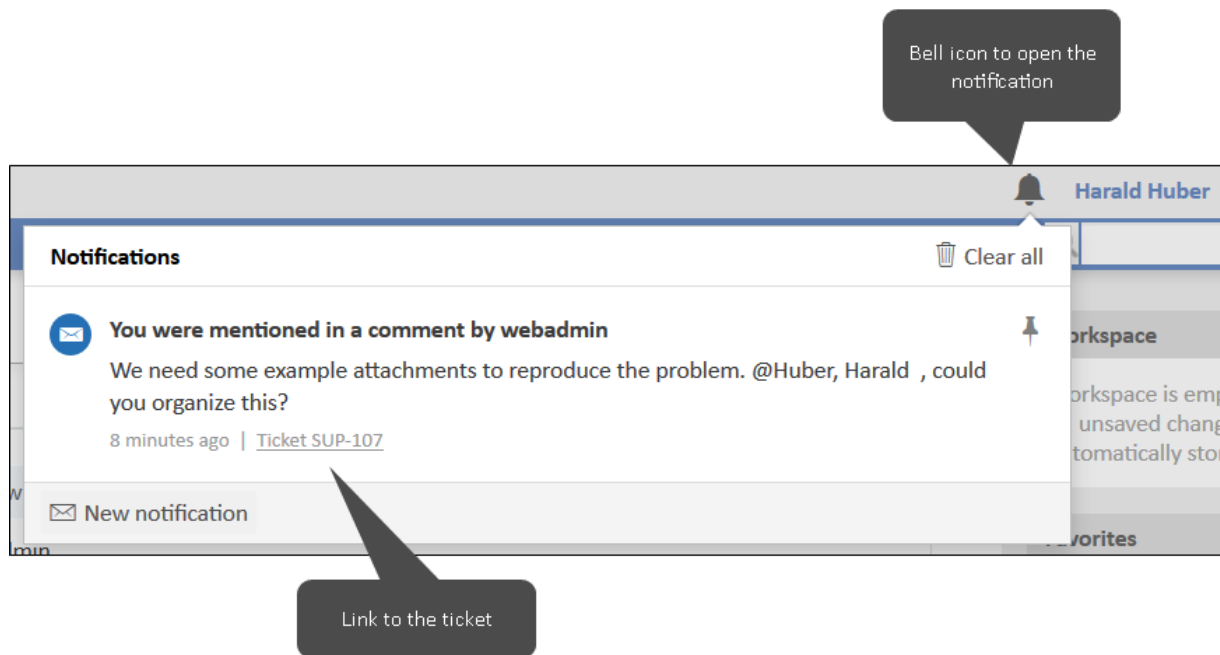 Bell icon to open the
notification
Harald Huber
Notifications
Clear all
You were mentioned in a comment by webadmin
We need some example attachments to reproduce the problem. @Huber, Harald , could
you organize this?
8 minutes ago | Ticket SUP-107
New notification
orkspace
orkspace is emp
unsaved chang
tomatically sto
vorites
Link to the ticket